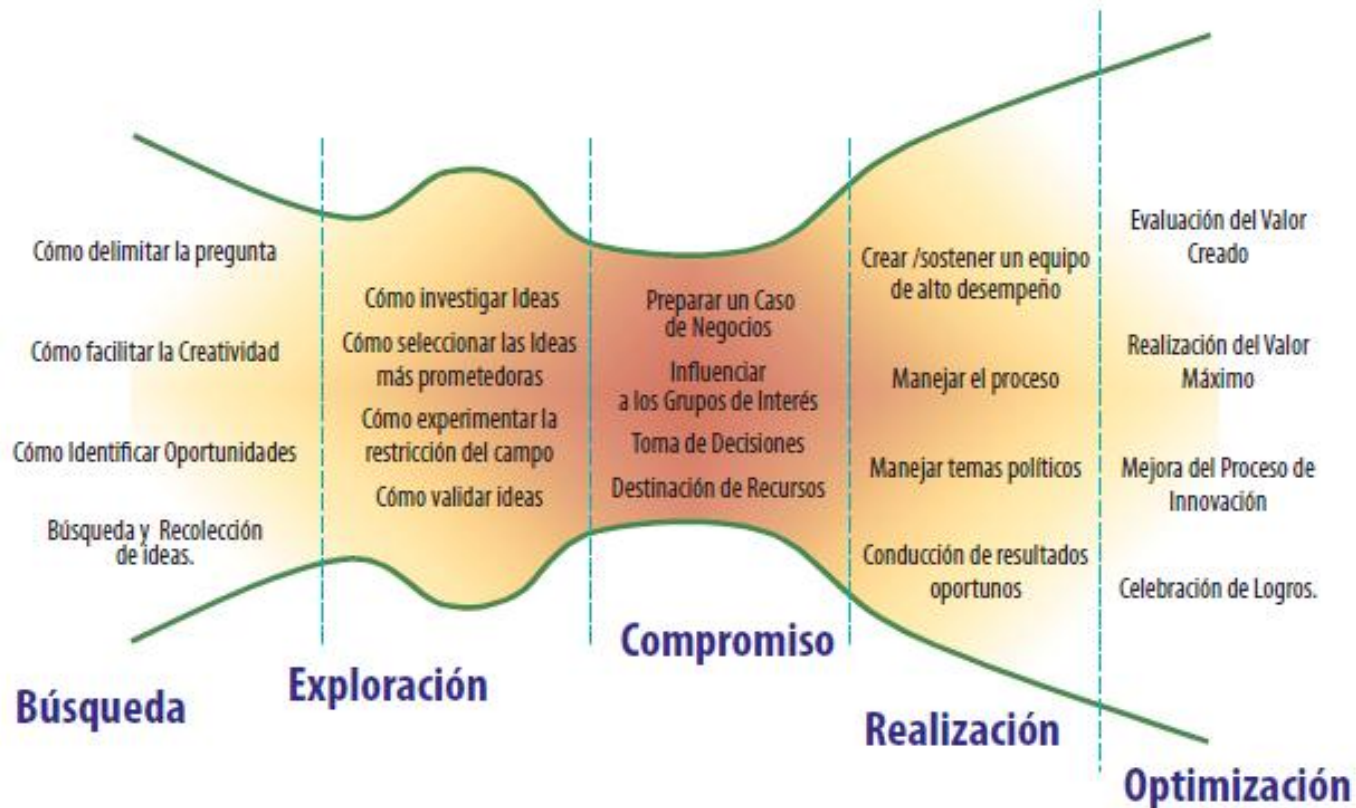 Cómo delimitar la pregunta
Cómo facilitar la Creatividad
Cómo Identificar Oportunidades
Búsqueda y Recolección
de ideas.
Búsqueda
Cómo investigar Ideas
Cómo seleccionar las Ideas
más prometedoras
Cómo experimentar la
restricción del campo
Cómo validar ideas
Exploración
Preparar un Caso
de Negocios
Influenciar
a los Grupos de Interés
Toma de Decisiones
Destinación de Recursos
Compromiso
Crear /sostener un equipo
de alto desempeño
Manejar el proceso
Manejar temas políticos
Conducción de resultados
oportunos
Realización
Evaluación del Valor
Creado
Realización del Valor
Máximo
Mejora del Proceso de
Innovación
Celebración de Logros.
Optimización